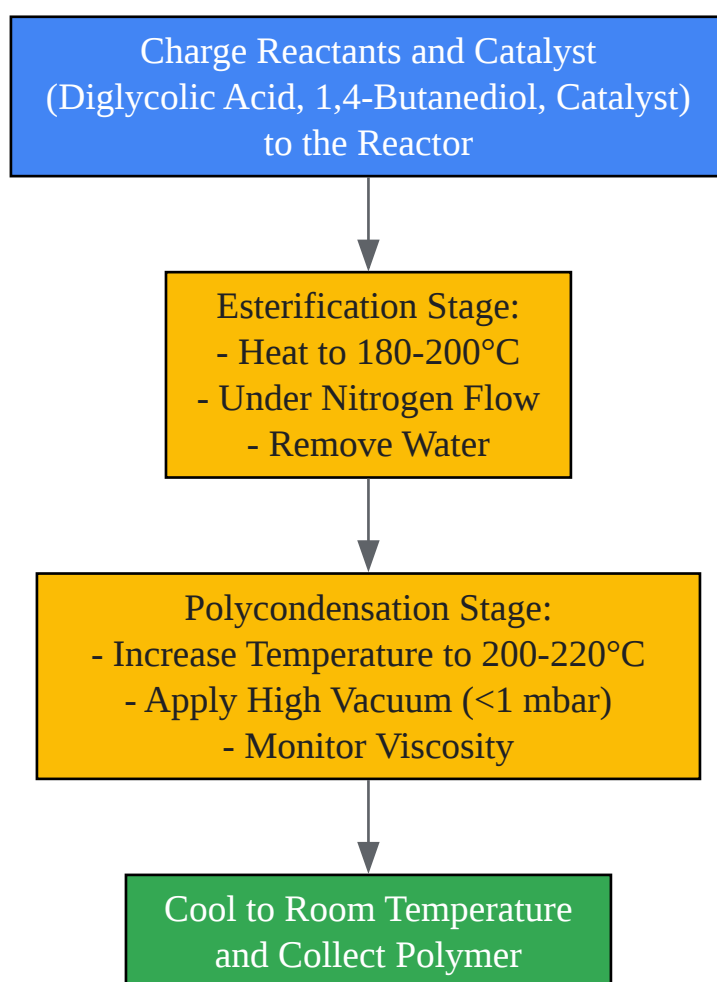 Charge Reactants and Catalyst
(Diglycolic Acid, 1,4-Butanediol, Catalyst)
to the Reactor
Esterification Stage:
- Heat to 180-200°C
- Under Nitrogen Flow
- Remove Water
Polycondensation Stage:
- Increase Temperature to 200-220°C
- Apply High Vacuum (<1 mbar)
- Monitor Viscosity
Cool to Room Temperature
and Collect Polymer